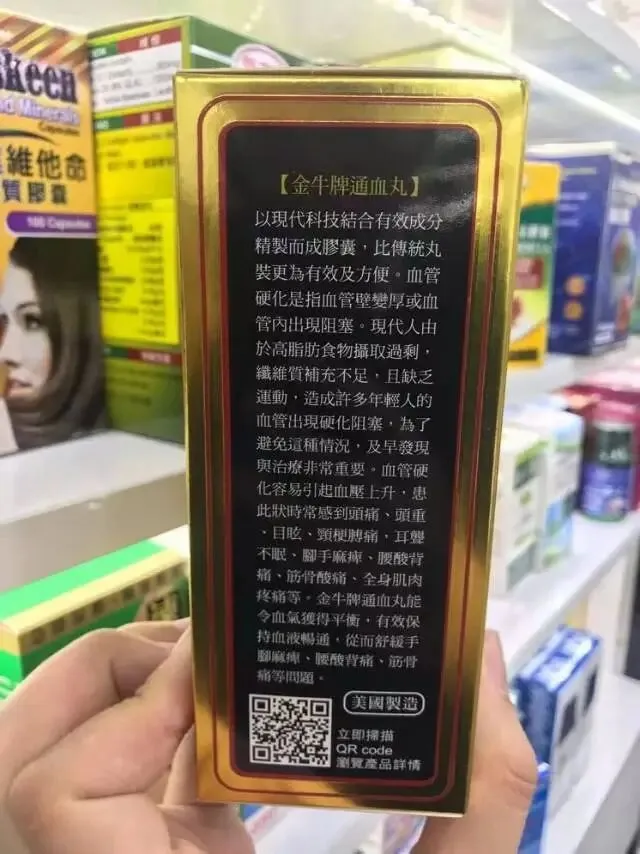 keen
d Minerals
Capsules
維他命
質膠囊
100 Capsules
【金牛牌通血丸】
以現代科技結合有效成分
精製而成膠囊，比傳統丸
裝更為有效及方便。血管
硬化是指血管壁變厚或血
管內出現阻塞。現代人由
於高脂肪食物攝取過剩，
纖維質補充不足，且缺乏
運動，造成許多年輕人的
血管出現硬化阻塞，為了
避免這種情況，及早發現
與治療非常重要。血管硬
化容易引起血壓上升，患
此狀時常感到頭痛、頭重
、目眩、頸梗膊痛，耳聾
不眠、腳手麻痺、腰酸背
痛、筋骨酸痛、全身肌肉
疼痛等。金牛牌通血丸能
令血氣獲得平衡，有效保
持血液暢通，從而舒緩手
腳麻痺、腰酸背痛、筋骨
痛等問題。
美國製造
立即掃描
QR code
瀏覽產品詳情